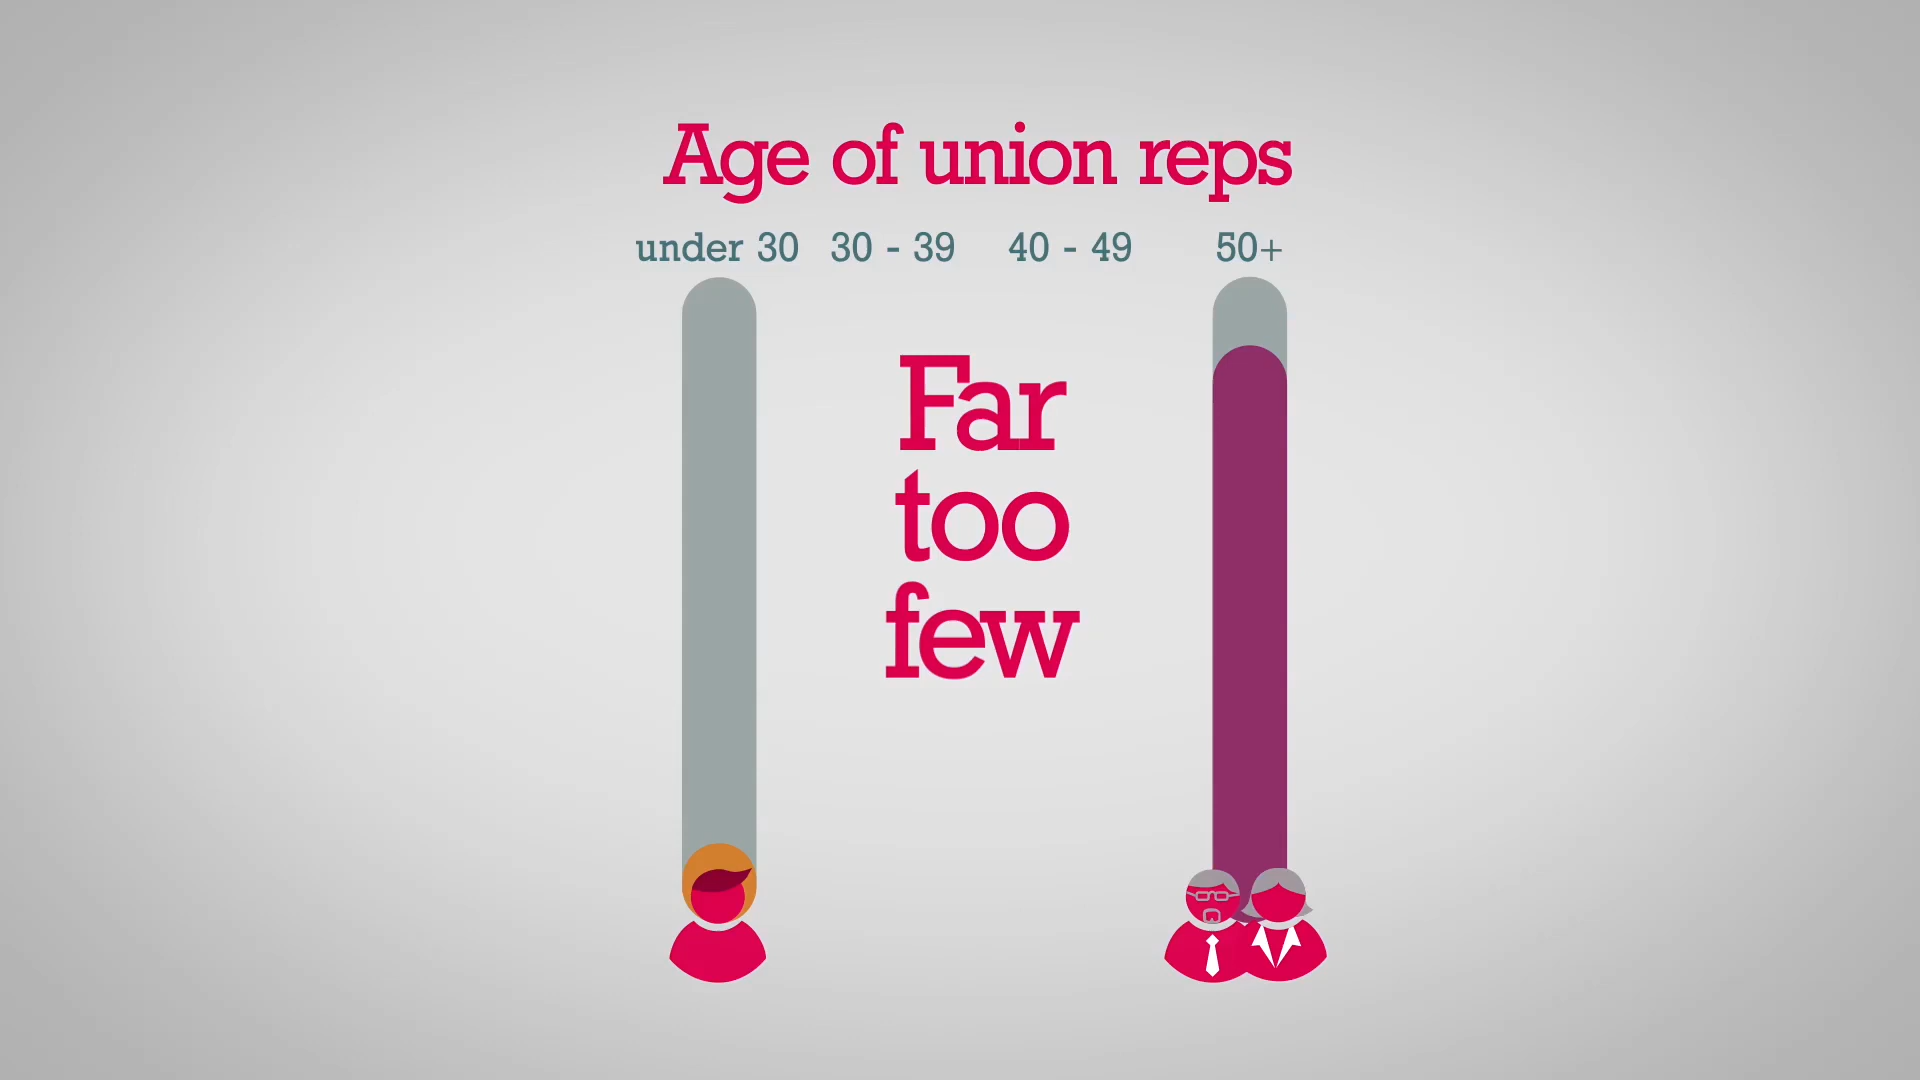 Age of union reps
under 30 30 - 39 40 - 49 50+
Far
too
few